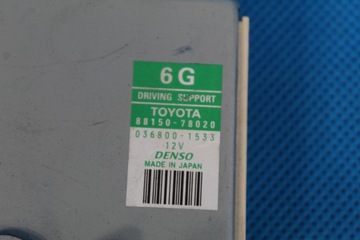 6G
DRIVING SUPPORT
TOYOTA
88150-78020
036800-1533
12V
DENSO
MADE IN JAPAN